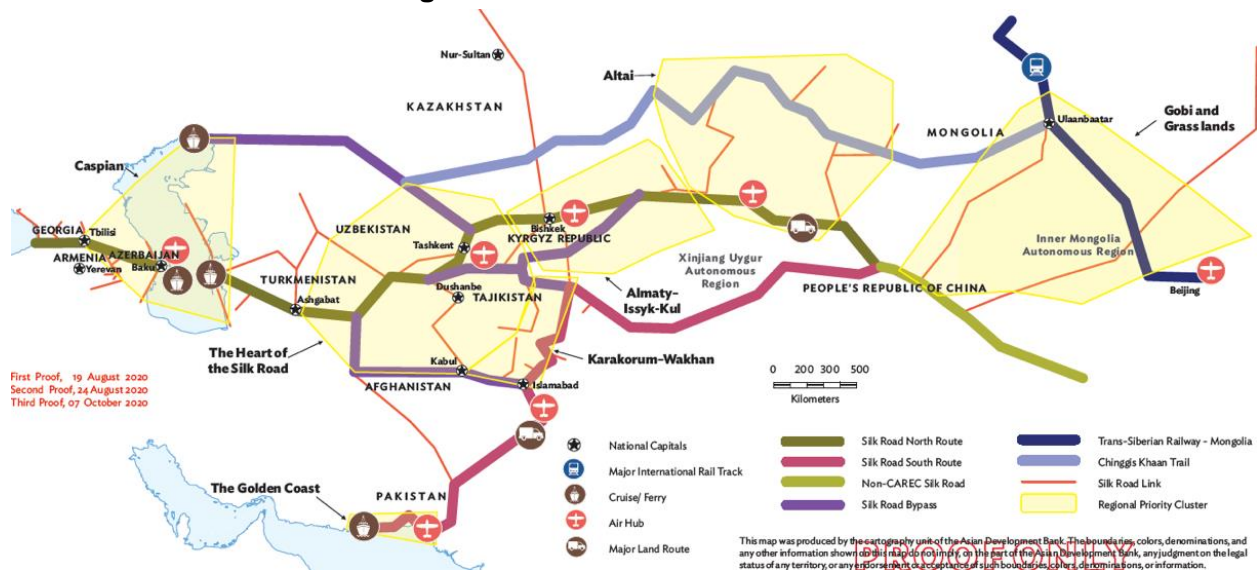 Nur-Sultan
Altai
KAZAKHSTAN
Gobi and
Grass lands
MONGOLIA
Ulaanbaatar
Caspian
UZBEKISTAN
Bishkek
KYRGYZ REPUBLIC
GEORGIA
Tbilisi
Tashkent
ARMENIA
AZERBAIJAN
Yerevan
Baku
Inner Mongolia
Autonomous Region
Xinjiang Uygur
Autonomous
Region
TURKMENISTAN
Dushanbe
TAJIKISTAN
PEOPLE'S REPUBLIC OF CHINA
Beijing
Ashgabat
Almaty-
Issyk-Kul
The Heart of
the Silk Road
Kabul
Karakorum-Wakhan
AFGHANISTAN
Islamabad
First Proof, 19 August 2020
Second Proof, 24 August 2020
Third Proof, 07 October 2020
0 200 300 400 500
Kilometers
The Golden Coast
PAKISTAN
National Capitals
Major International Rail Track
Cruise/ Ferry
Air Hub
Major Land Route
Silk Road North Route
Silk Road South Route
Non-CAREC Silk Road
Silk Road Bypass
Trans-Siberian Railway - Mongolia
Chinggis Khaan Trail
Silk Road Link
Regional Priority Cluster
This map was produced by the cartography unit of the Asian Development Bank. The boundaries, colors, denominations, and
any other information shown on this map do not imply, on the part of the Asian Development Bank, any judgment on the legal
status of any territory, or any endorsement or acceptance of such boundaries, colors, denominations, or information.
PROOF ONLY